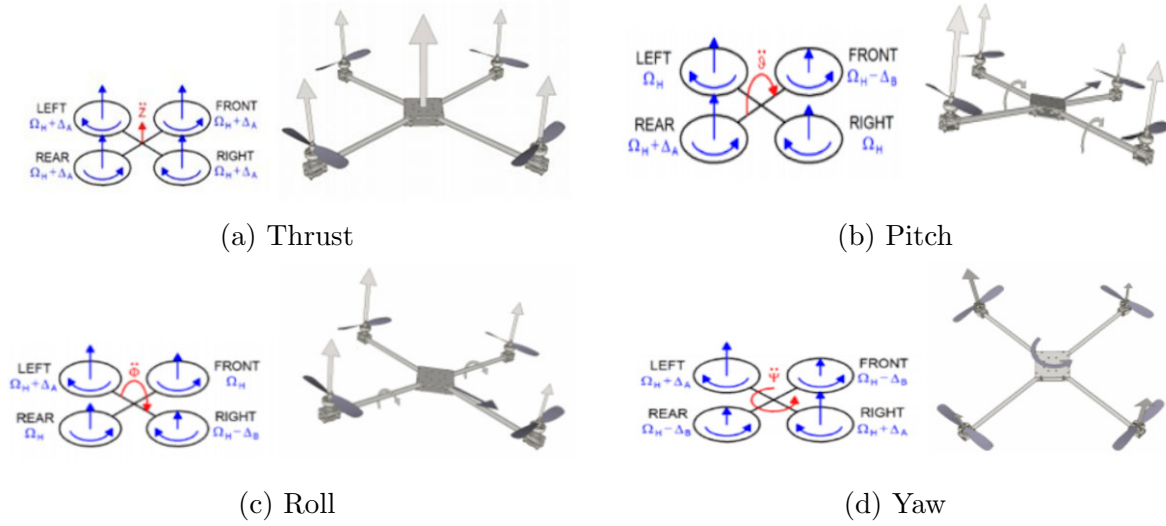 LEFT
Ω_H+Δ_A
Z̈
FRONT
Ω_H+Δ_A
REAR
Ω_H+Δ_A
RIGHT
Ω_H+Δ_A
(a) Thrust
LEFT
Ω_H
ϑ̈
FRONT
Ω_H−Δ_B
REAR
Ω_H+Δ_A
RIGHT
Ω_H
(b) Pitch
LEFT
Ω_H+Δ_A
Φ̈
FRONT
Ω_H
REAR
Ω_H
RIGHT
Ω_H−Δ_B
(c) Roll
LEFT
Ω_H+Δ_A
Ψ̈
FRONT
Ω_H−Δ_B
REAR
Ω_H−Δ_B
RIGHT
Ω_H+Δ_A
(d) Yaw